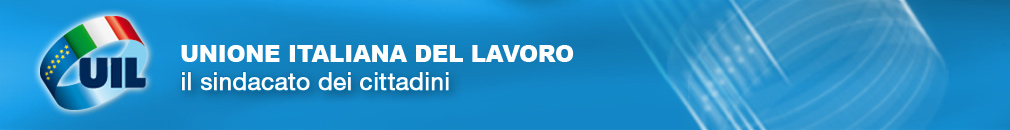 UIL
UNIONE ITALIANA DEL LAVORO
il sindacato dei cittadini